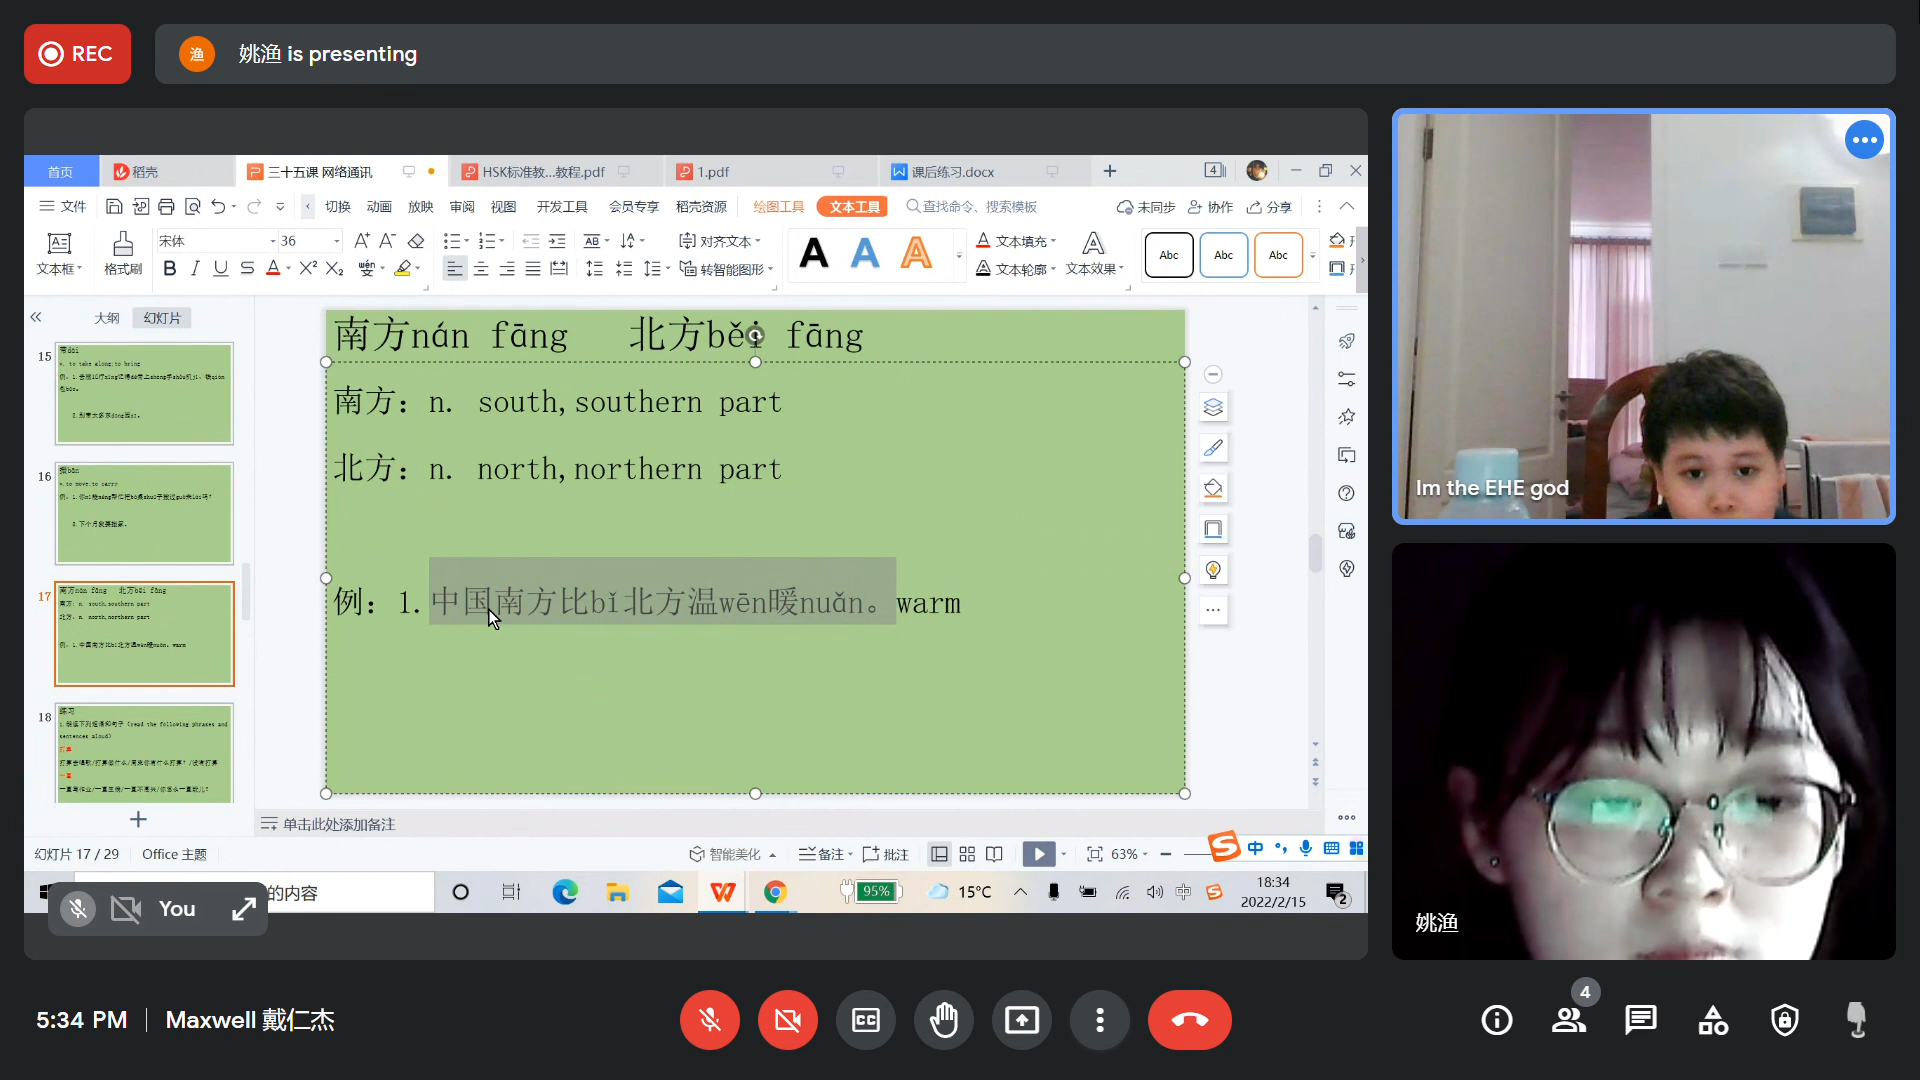 REC
渔 姚渔 is presenting
首页 稻壳 三十五课 网络通讯 HSK标准教...教程.pdf 1.pdf 课后练习.docx
文件 切换 动画 放映 审阅 视图 开发工具 会员专享 稻壳资源 绘图工具 文本工具 查找命令、搜索模板 未同步 协作 分享
文本框 格式刷 宋体 36 对齐文本 转智能图形 文本填充 文本轮廓 文本效果 Abc Abc Abc
大纲 幻灯片
15
16
17
18
南方nán fāng 北方běi fāng
南方：n. south,southern part
北方：n. north,northern part
例：1.中国南方比bǐ北方温wēn暖nuǎn。warm
单击此处添加备注
幻灯片 17 / 29 Office 主题 智能美化 备注 批注 63% 中
的内容 95% 15°C 中 18:34
2022/2/15 2
You
Im the EHE god
姚渔
5:34 PM Maxwell 戴仁杰 CC 4